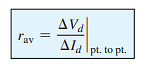 r_av = ΔV_d / ΔI_d | pt. to pt.